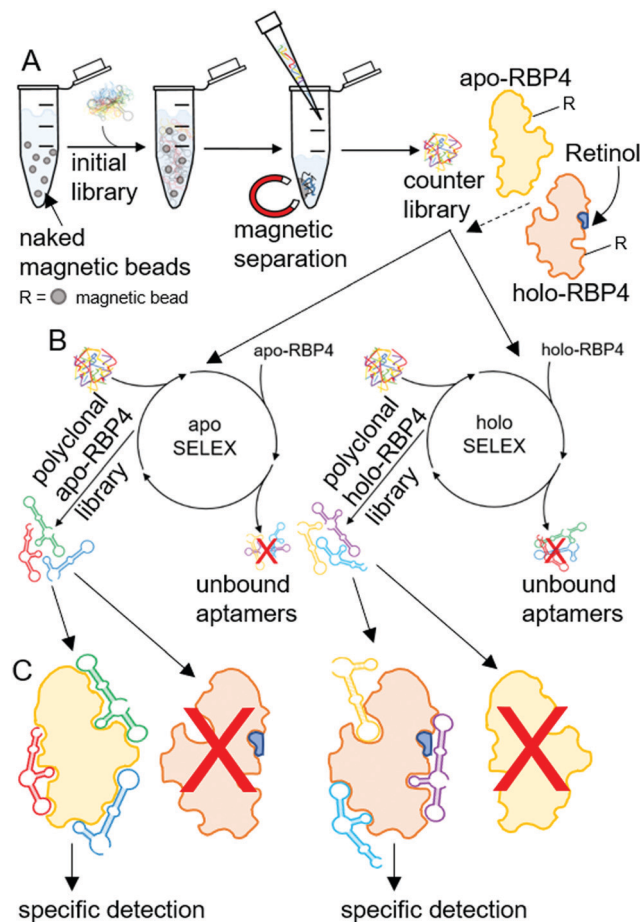 A
initial
library
naked
magnetic beads
R = magnetic bead
magnetic
separation
counter
library
apo-RBP4
R
Retinol
R
holo-RBP4
B
apo-RBP4
apo
SELEX
polyclonal
apo-RBP4
library
unbound
aptamers
holo-RBP4
holo
SELEX
polyclonal
holo-RBP4
library
unbound
aptamers
C
specific detection
specific detection